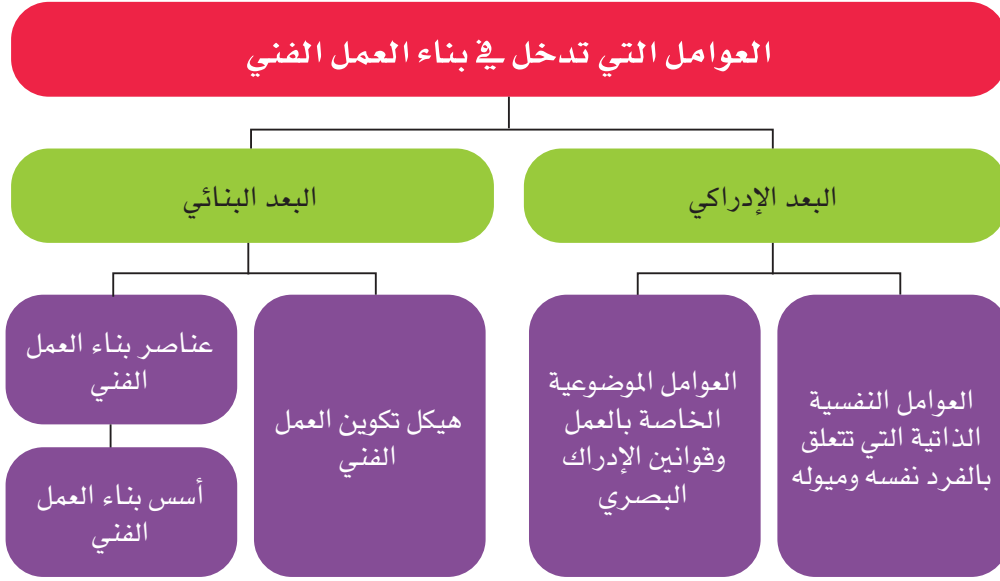 العوامل التي تدخل في بناء العمل الفني
البعد الإدراكي
البعد البنائي
العوامل النفسية
الذاتية التي تتعلق
بالفرد نفسه وميوله
العوامل الموضوعية
الخاصة بالعمل
وقوانين الإدراك
البصري
هيكل تكوين العمل
الفني
عناصر بناء العمل
الفني
أسس بناء العمل
الفني